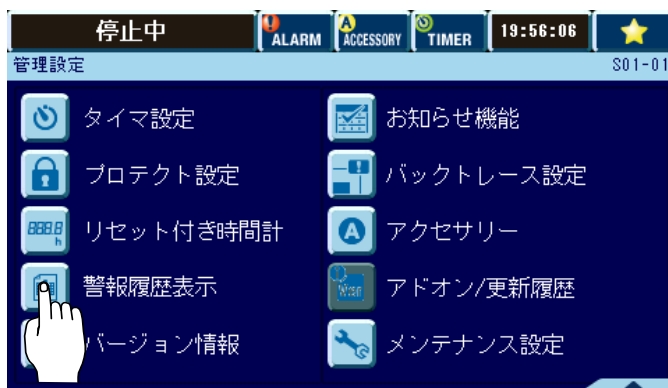 停止中 ALARM A ACCESSORY TIMER 19:56:06
管理設定 S01-01
タイマ設定 お知らせ機能
プロテクト設定 バックトレース設定
888.8 h リセット付き時間計 A アクセサリー
警報履歴表示 アドオン/更新履歴
バージョン情報 メンテナンス設定